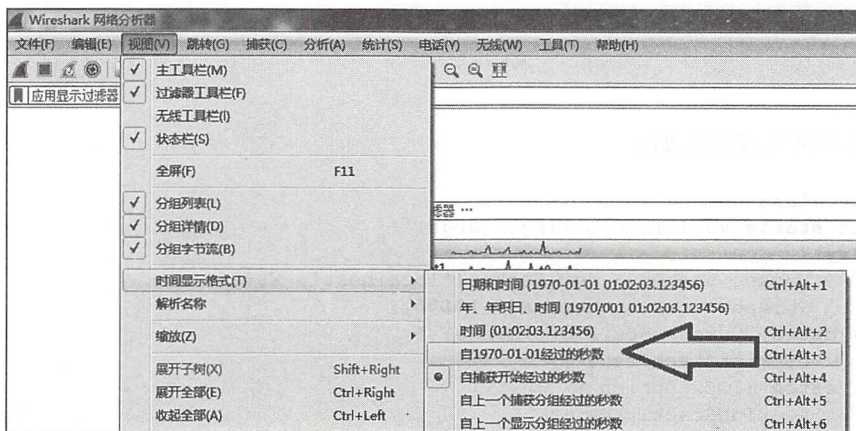 Wireshark 网络分析器
文件(F) 编辑(E) 视图(V) 跳转(G) 捕获(C) 分析(A) 统计(S) 电话(Y) 无线(W) 工具(T) 帮助(H)
主工具栏(M)
应用显示过滤器
过滤器工具栏(F)
无线工具栏(I)
状态栏(S)
全屏(F) F11
分组列表(L)
分组详情(D)
分组字节流(B)
时间显示格式(T)
解析名称
缩放(Z)
展开子树(X) Shift+Right
展开全部(E) Ctrl+Right
收起全部(A) Ctrl+Left
日期和时间 (1970-01-01 01:02:03.123456) Ctrl+Alt+1
年、年积日、时间 (1970/001 01:02:03.123456)
时间 (01:02:03.123456) Ctrl+Alt+2
自1970-01-01经过的秒数 Ctrl+Alt+3
自捕获开始经过的秒数 Ctrl+Alt+4
自上一个捕获分组经过的秒数 Ctrl+Alt+5
自上一个显示分组经过的秒数 Ctrl+Alt+6